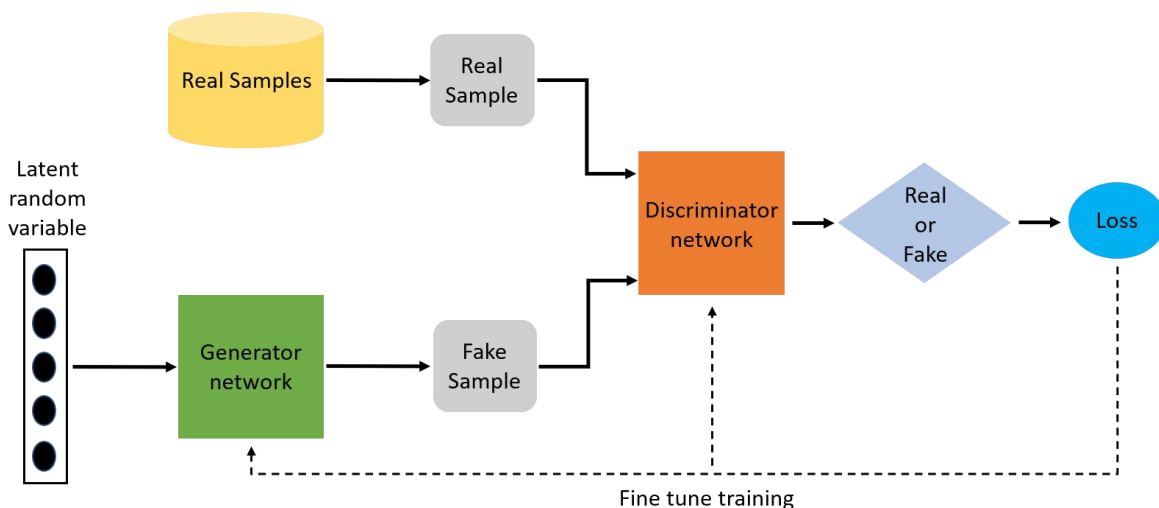 Real Samples
Real
Sample
Latent
random
variable
Discriminator
network
Real
or
Fake
Loss
Generator
network
Fake
Sample
Fine tune training